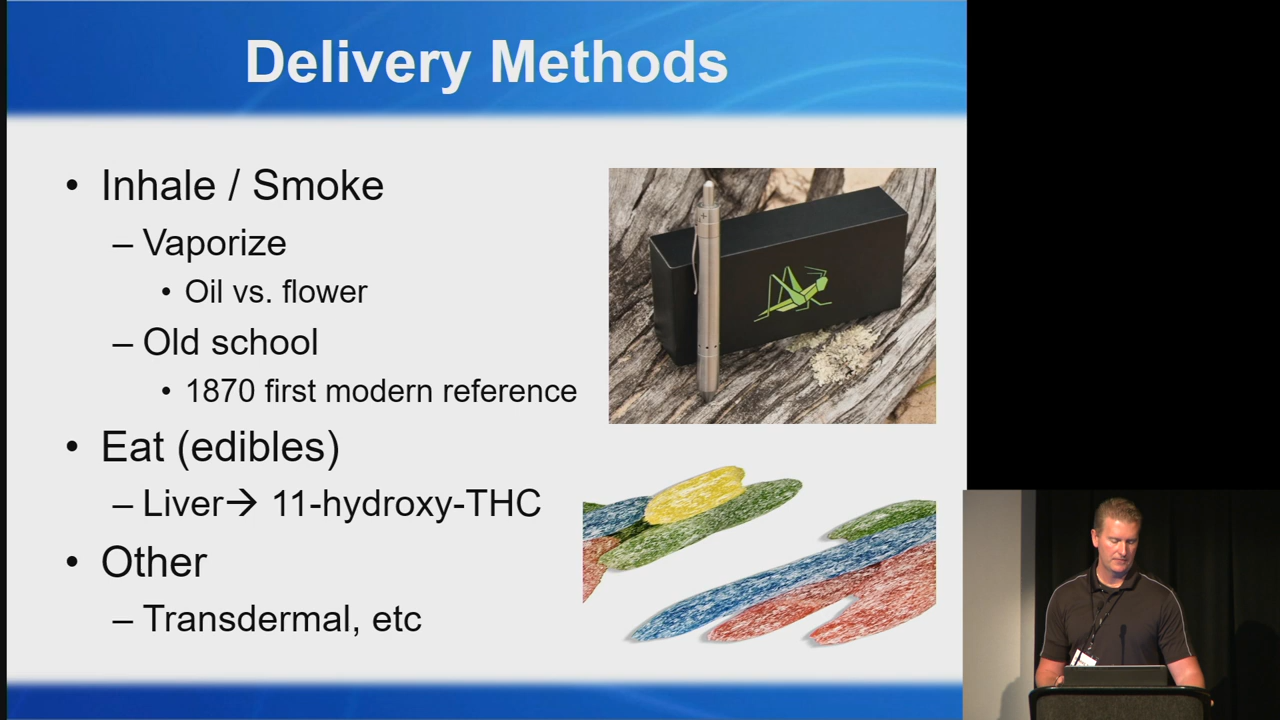 Delivery Methods
• Inhale / Smoke
– Vaporize
• Oil vs. flower
– Old school
• 1870 first modern reference
• Eat (edibles)
– Liver→ 11-hydroxy-THC
• Other
– Transdermal, etc